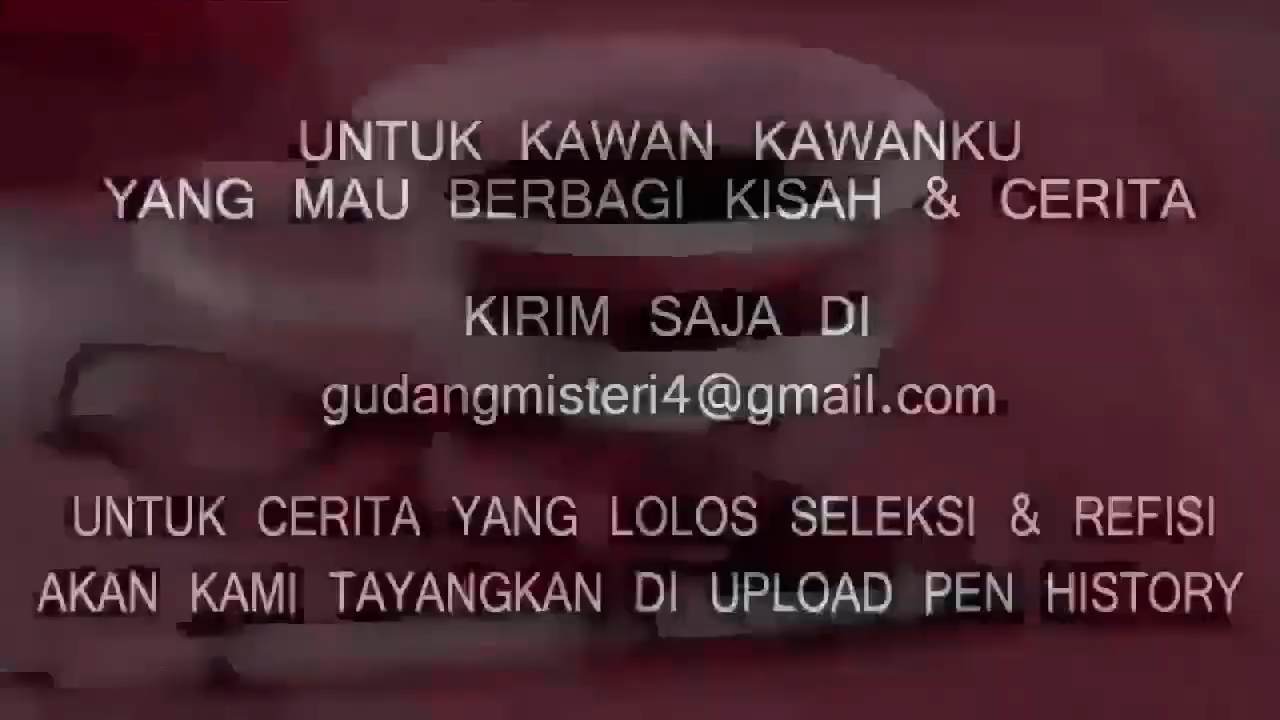 UNTUK KAWAN KAWANKU
YANG MAU BERBAGI KISAH & CERITA
KIRIM SAJA DI
gudangmisteri4@gmail.com
UNTUK CERITA YANG LOLOS SELEKSI & REFISI
AKAN KAMI TAYANGKAN DI UPLOAD PEN HISTORY